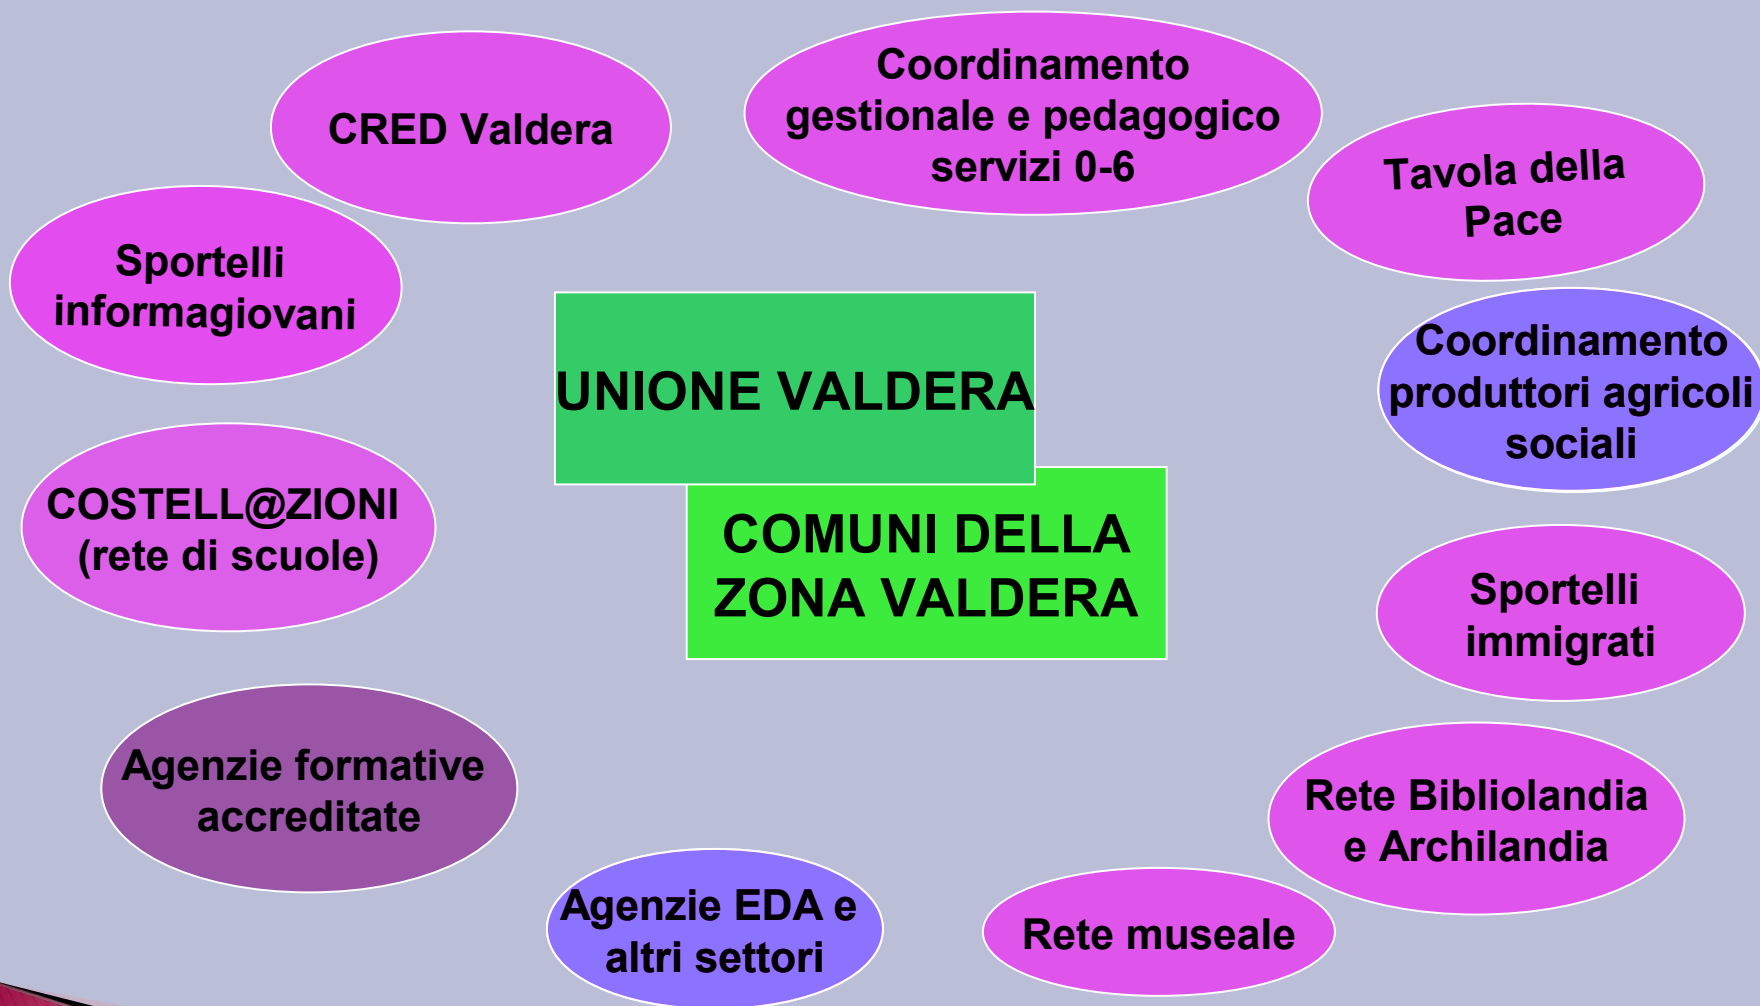 CRED Valdera
Coordinamento
gestionale e pedagogico
servizi 0-6
Tavola della
Pace
Sportelli
informagiovani
UNIONE VALDERA
Coordinamento
produttori agricoli
sociali
COSTELL@ZIONI
(rete di scuole)
COMUNI DELLA
ZONA VALDERA
Sportelli
immigrati
Agenzie formative
accreditate
Rete Bibliolandia
e Archilandia
Agenzie EDA e
altri settori
Rete museale